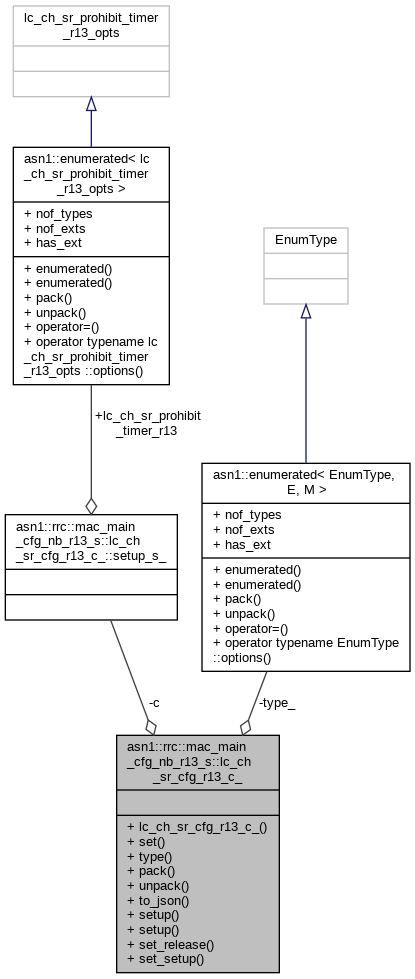 lc_ch_sr_prohibit_timer
_r13_opts
asn1::enumerated< lc
_ch_sr_prohibit_timer
_r13_opts >
+ nof_types
+ nof_exts
+ has_ext
+ enumerated()
+ enumerated()
+ pack()
+ unpack()
+ operator=()
+ operator typename lc
_ch_sr_prohibit_timer
_r13_opts ::options()
EnumType
+lc_ch_sr_prohibit
_timer_r13
asn1::enumerated< EnumType,
E, M >
+ nof_types
+ nof_exts
+ has_ext
+ enumerated()
+ enumerated()
+ pack()
+ unpack()
+ operator=()
+ operator typename EnumType
::options()
asn1::rrc::mac_main
_cfg_nb_r13_s::lc_ch
_sr_cfg_r13_c_::setup_s_
-c
-type_
asn1::rrc::mac_main
_cfg_nb_r13_s::lc_ch
_sr_cfg_r13_c_
+ lc_ch_sr_cfg_r13_c_()
+ set()
+ type()
+ pack()
+ unpack()
+ to_json()
+ setup()
+ setup()
+ set_release()
+ set_setup()